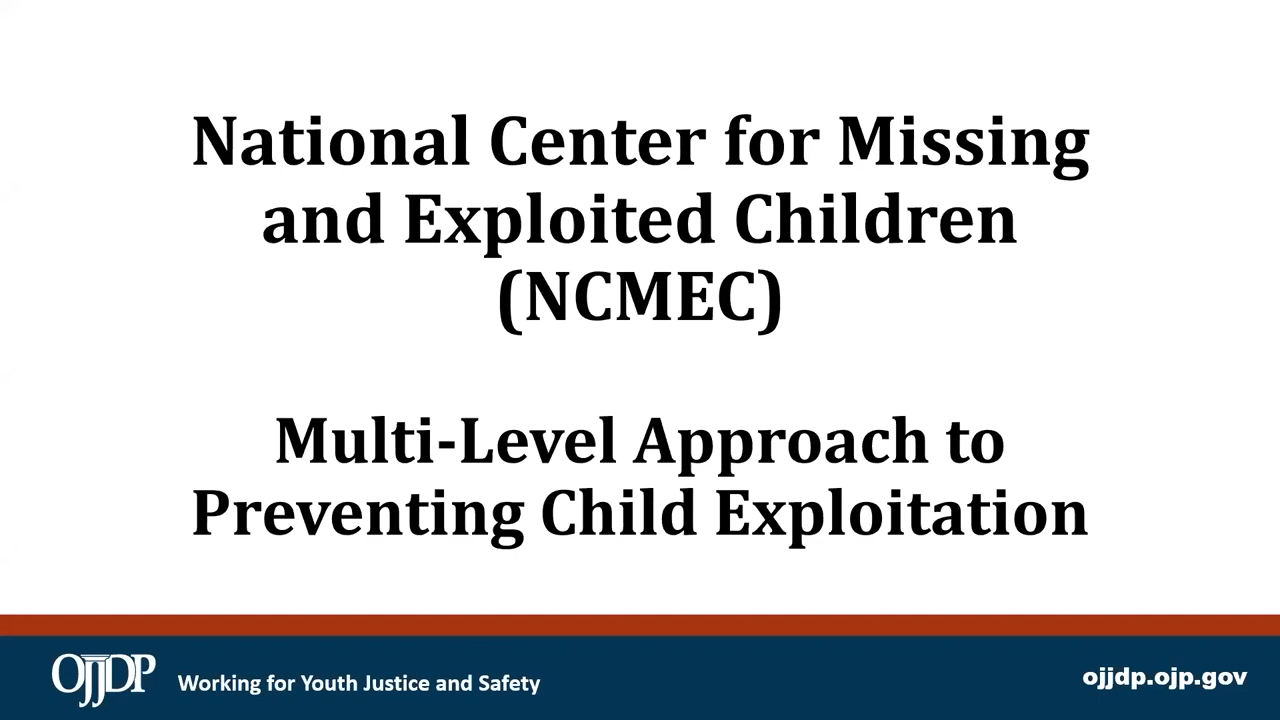 National Center for Missing
and Exploited Children
(NCMEC)
Multi-Level Approach to
Preventing Child Exploitation
OJJDP Working for Youth Justice and Safety
ojjdp.ojp.gov